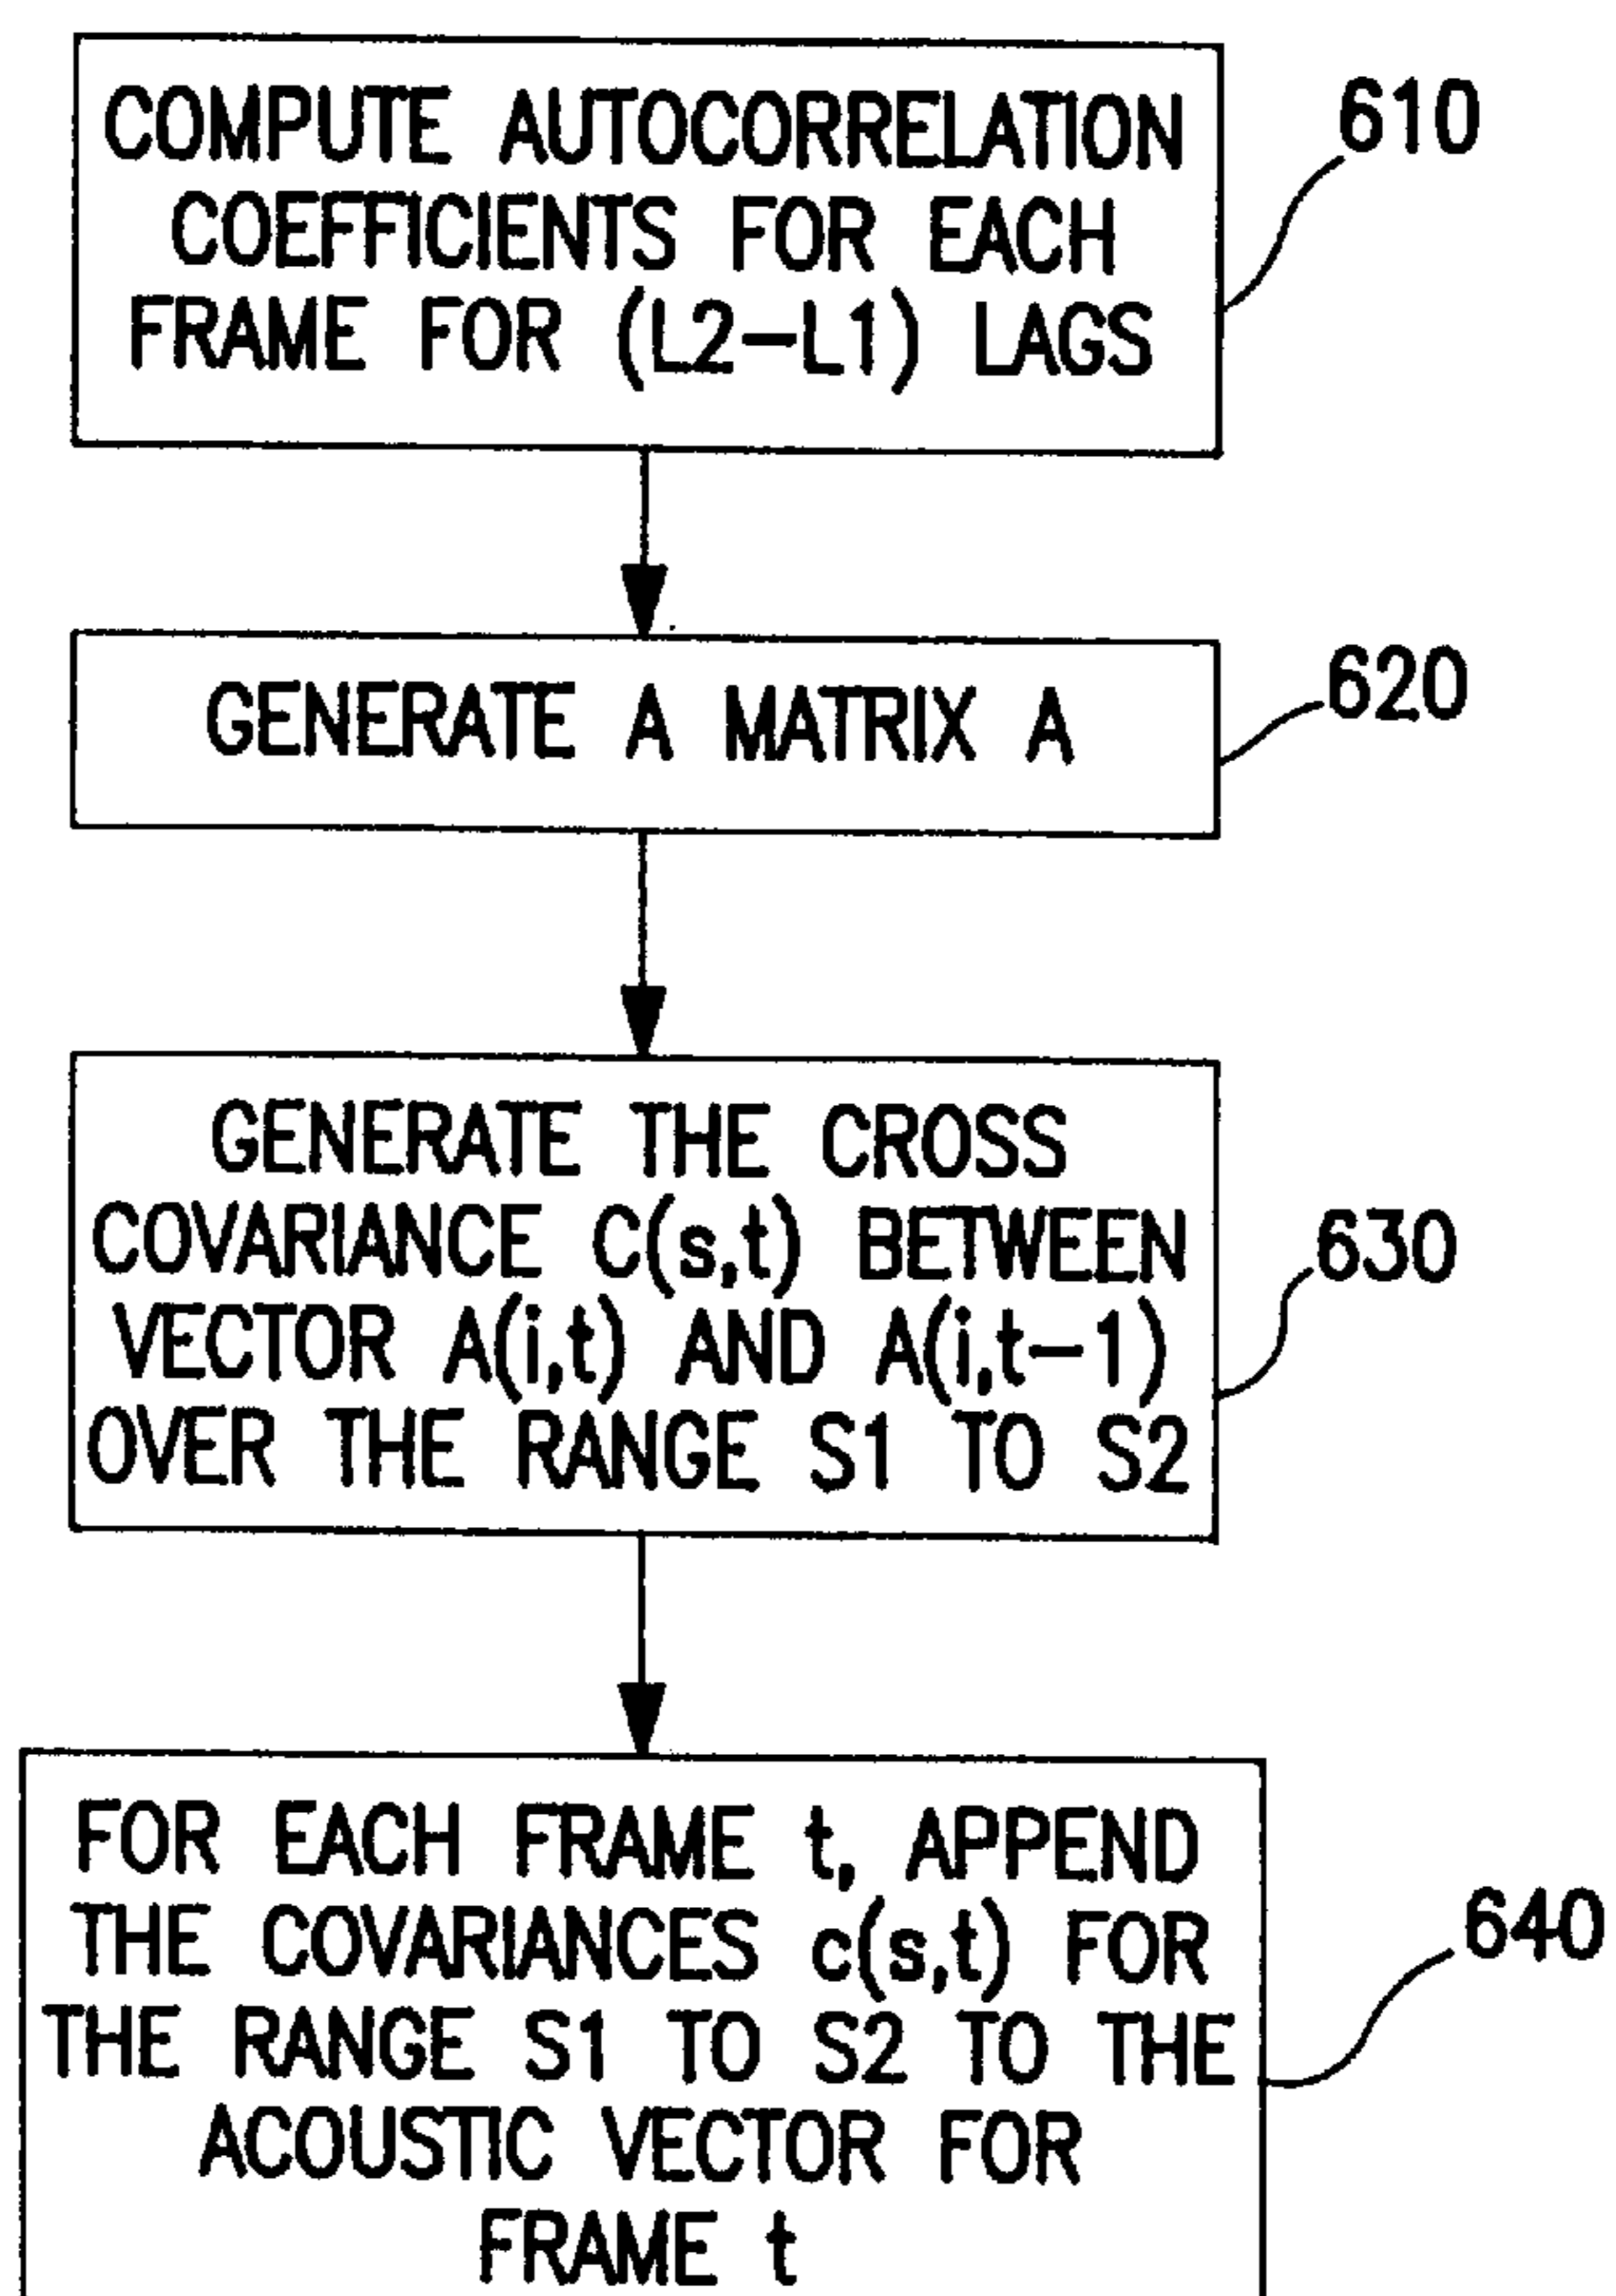 COMPUTE AUTOCORRELATION
COEFFICIENTS FOR EACH
FRAME FOR (L2-L1) LAGS
610
GENERATE A MATRIX A
620
GENERATE THE CROSS
COVARIANCE C(s,t) BETWEEN
VECTOR A(i,t) AND A(i,t-1)
OVER THE RANGE S1 TO S2
630
FOR EACH FRAME t, APPEND
THE COVARIANCES c(s,t) FOR
THE RANGE S1 TO S2 TO THE
ACOUSTIC VECTOR FOR
FRAME t
640